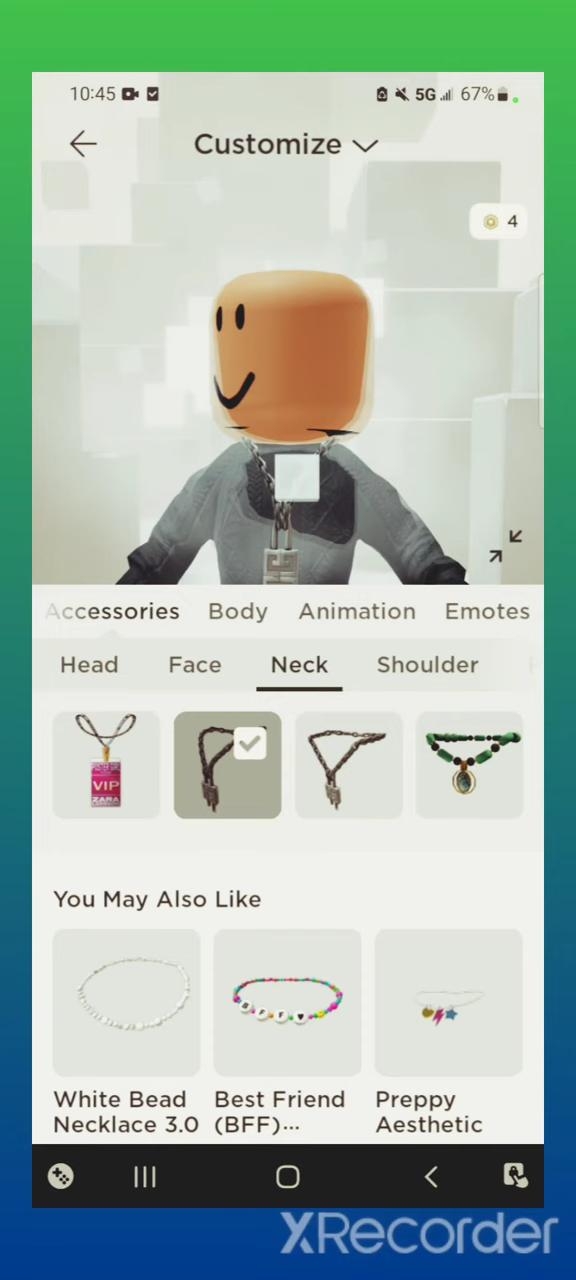 10:45 5G 67%
Customize
4
Accessories Body Animation Emotes
Head Face Neck Shoulder
VIP
ZARA
You May Also Like
B F F
White Bead Best Friend Preppy
Necklace 3.0 (BFF)... Aesthetic
XRecorder